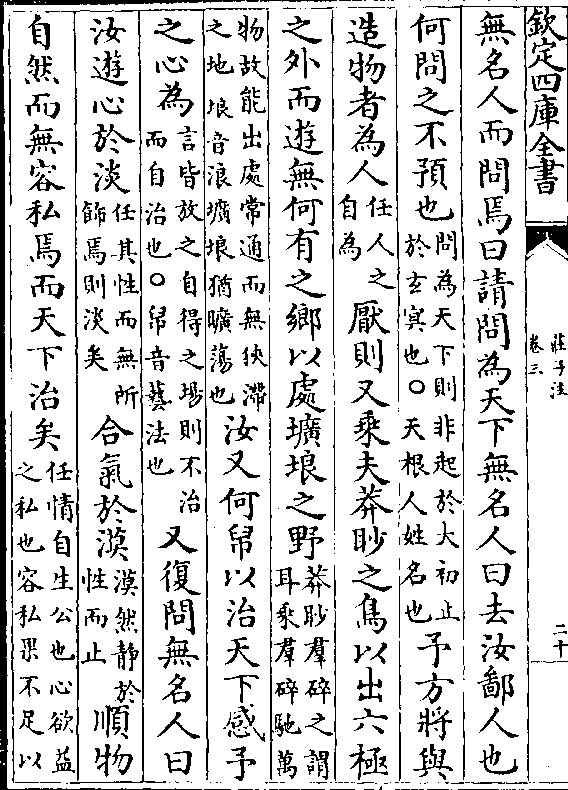 欽定四庫全書
莊子注
卷三
二十
無名人而問焉曰請問為天下無名人曰去汝鄙人也
何問之不預也問為天下則非起於大初止於玄冥也○天根人姓名也予方將與
造物者為人任人之自為厭則又乘夫莽眇之鳥以出六極
之外而遊無何有之鄉以處壙埌之野莽眇羣碎之謂耳乘羣碎馳萬
物故能出處常通而無狹滯之地埌音浪壙埌猶曠蕩也汝又何帠以治天下感予
之心為言皆放之自得之場則不治而自治也○帠音藝法也又復問無名人曰
汝遊心於淡任其性而無所飾焉則淡矣合氣於漠漠然靜於性而止順物
自然而無容私焉而天下治矣任情自生公也心欲益之私也容私果不足以